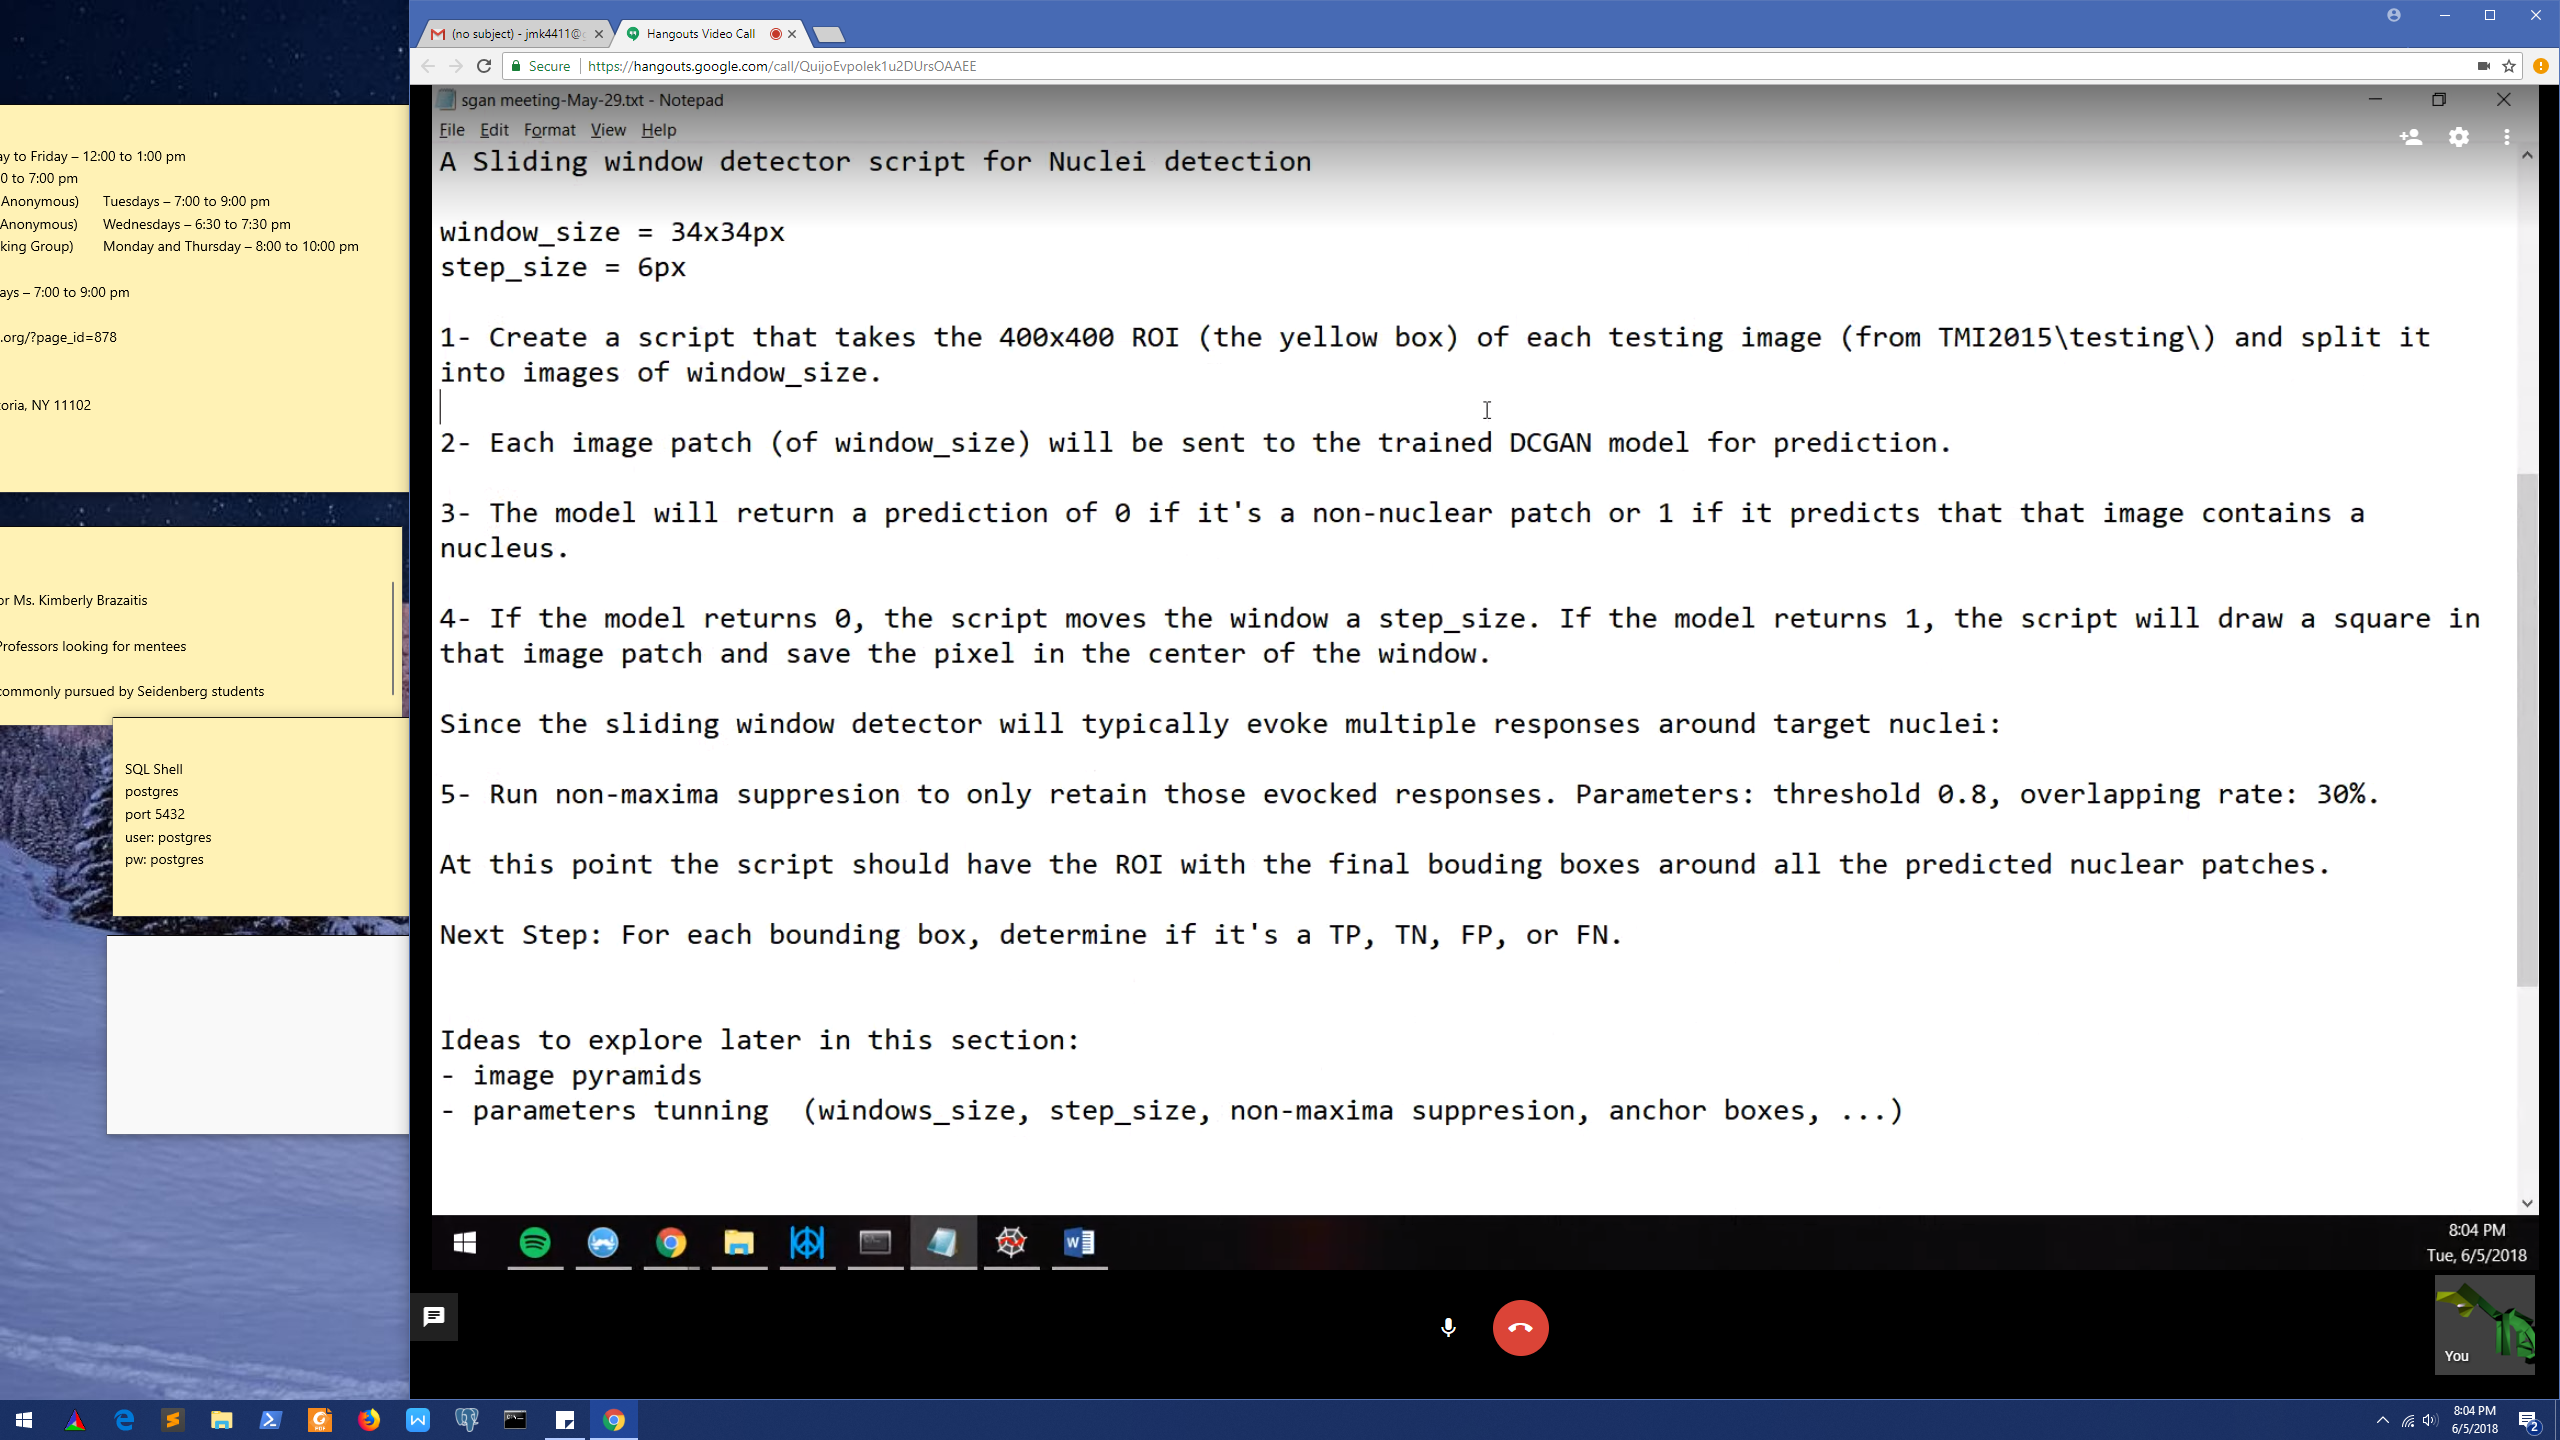 (no subject) - jmk4411@
Hangouts Video Call
Secure
https://hangouts.google.com/call/QuijoEvpolek1u2DUrsOAAEE
ay to Friday – 12:00 to 1:00 pm
0 to 7:00 pm
Anonymous) Tuesdays – 7:00 to 9:00 pm
Anonymous) Wednesdays – 6:30 to 7:30 pm
king Group) Monday and Thursday – 8:00 to 10:00 pm
ays – 7:00 to 9:00 pm
.org/?page_id=878
oria, NY 11102
or Ms. Kimberly Brazaitis
Professors looking for mentees
commonly pursued by Seidenberg students
SQL Shell
postgres
port 5432
user: postgres
pw: postgres
sgan meeting-May-29.txt - Notepad
File Edit Format View Help
A Sliding window detector script for Nuclei detection
window_size = 34x34px
step_size = 6px
1- Create a script that takes the 400x400 ROI (the yellow box) of each testing image (from TMI2015\testing\) and split it
into images of window_size.
2- Each image patch (of window_size) will be sent to the trained DCGAN model for prediction.
3- The model will return a prediction of 0 if it's a non-nuclear patch or 1 if it predicts that that image contains a
nucleus.
4- If the model returns 0, the script moves the window a step_size. If the model returns 1, the script will draw a square in
that image patch and save the pixel in the center of the window.
Since the sliding window detector will typically evoke multiple responses around target nuclei:
5- Run non-maxima suppresion to only retain those evocked responses. Parameters: threshold 0.8, overlapping rate: 30%.
At this point the script should have the ROI with the final bouding boxes around all the predicted nuclear patches.
Next Step: For each bounding box, determine if it's a TP, TN, FP, or FN.
Ideas to explore later in this section:
- image pyramids
- parameters tunning  (windows_size, step_size, non-maxima suppresion, anchor boxes, ...)
8:04 PM
Tue, 6/5/2018
You
8:04 PM
6/5/2018
2